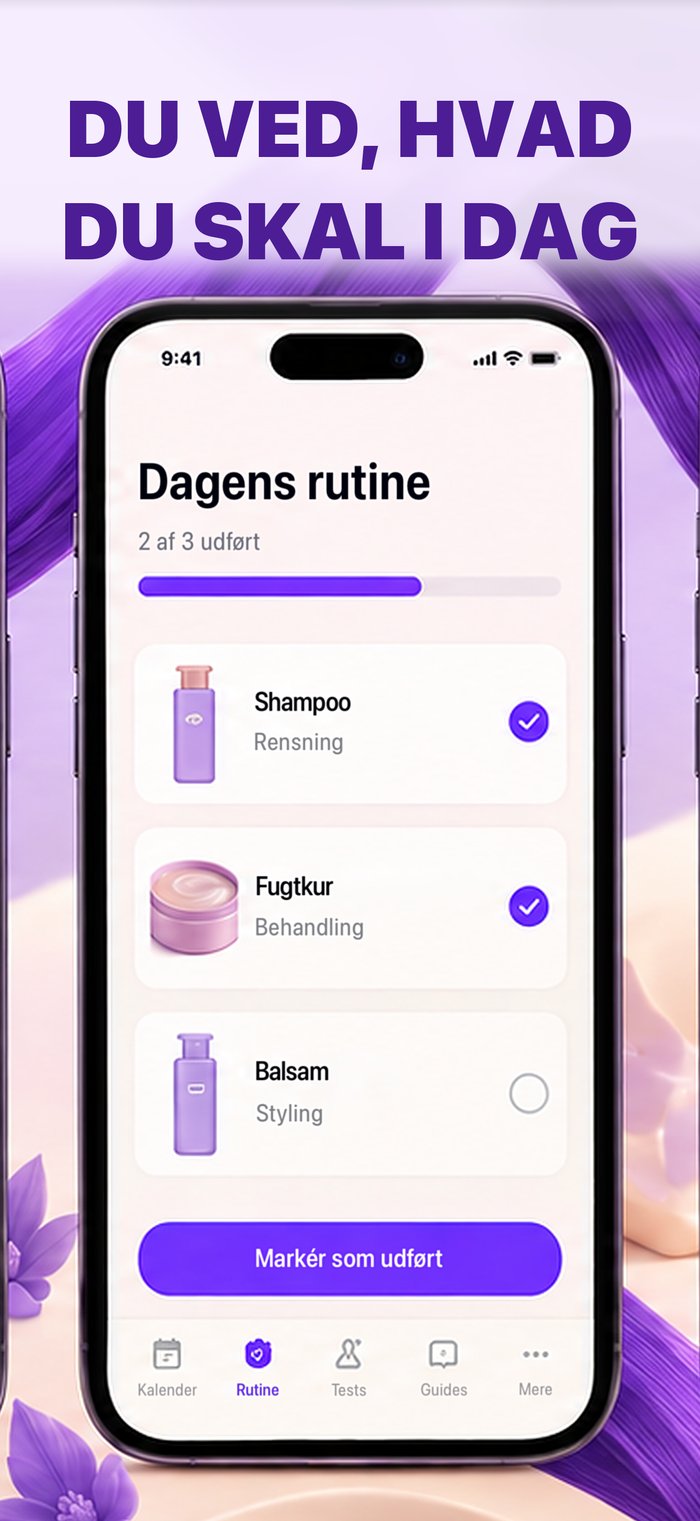 DU VED, HVAD
DU SKAL I DAG
9:41
Dagens rutine
2 af 3 udført
Shampoo
Rensning
Fugtkur
Behandling
Balsam
Styling
Markér som udført
Kalender
Rutine
Tests
Guides
Mere